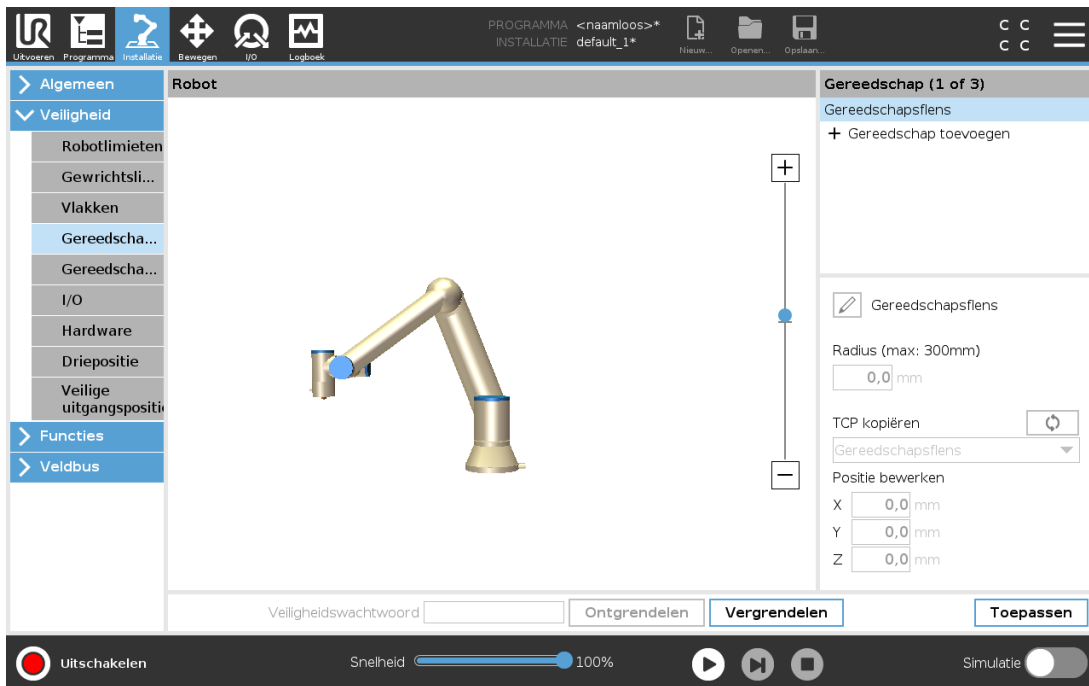 UR
PROGRAMMA <naamloos>*
INSTALLATIE default_1*
C C
C C
Uitvoeren Programma Installatie Bewegen I/O Logboek Nieuw... Openen... Opslaan...
Algemeen
Veiligheid
Robotlimieten
Gewrichtsli...
Vlakken
Gereedscha...
Gereedscha...
I/O
Hardware
Driepositie
Veilige
uitgangspositi
Functies
Veldbus
Robot
+
−
Gereedschap (1 of 3)
Gereedschapsflens
+ Gereedschap toevoegen
Gereedschapsflens
Radius (max: 300mm)
0,0 mm
TCP kopiëren
Gereedschapsflens
Positie bewerken
X 0,0 mm
Y 0,0 mm
Z 0,0 mm
Veiligheidswachtwoord Ontgrendelen Vergrendelen Toepassen
Uitschakelen Snelheid 100% Simulatie